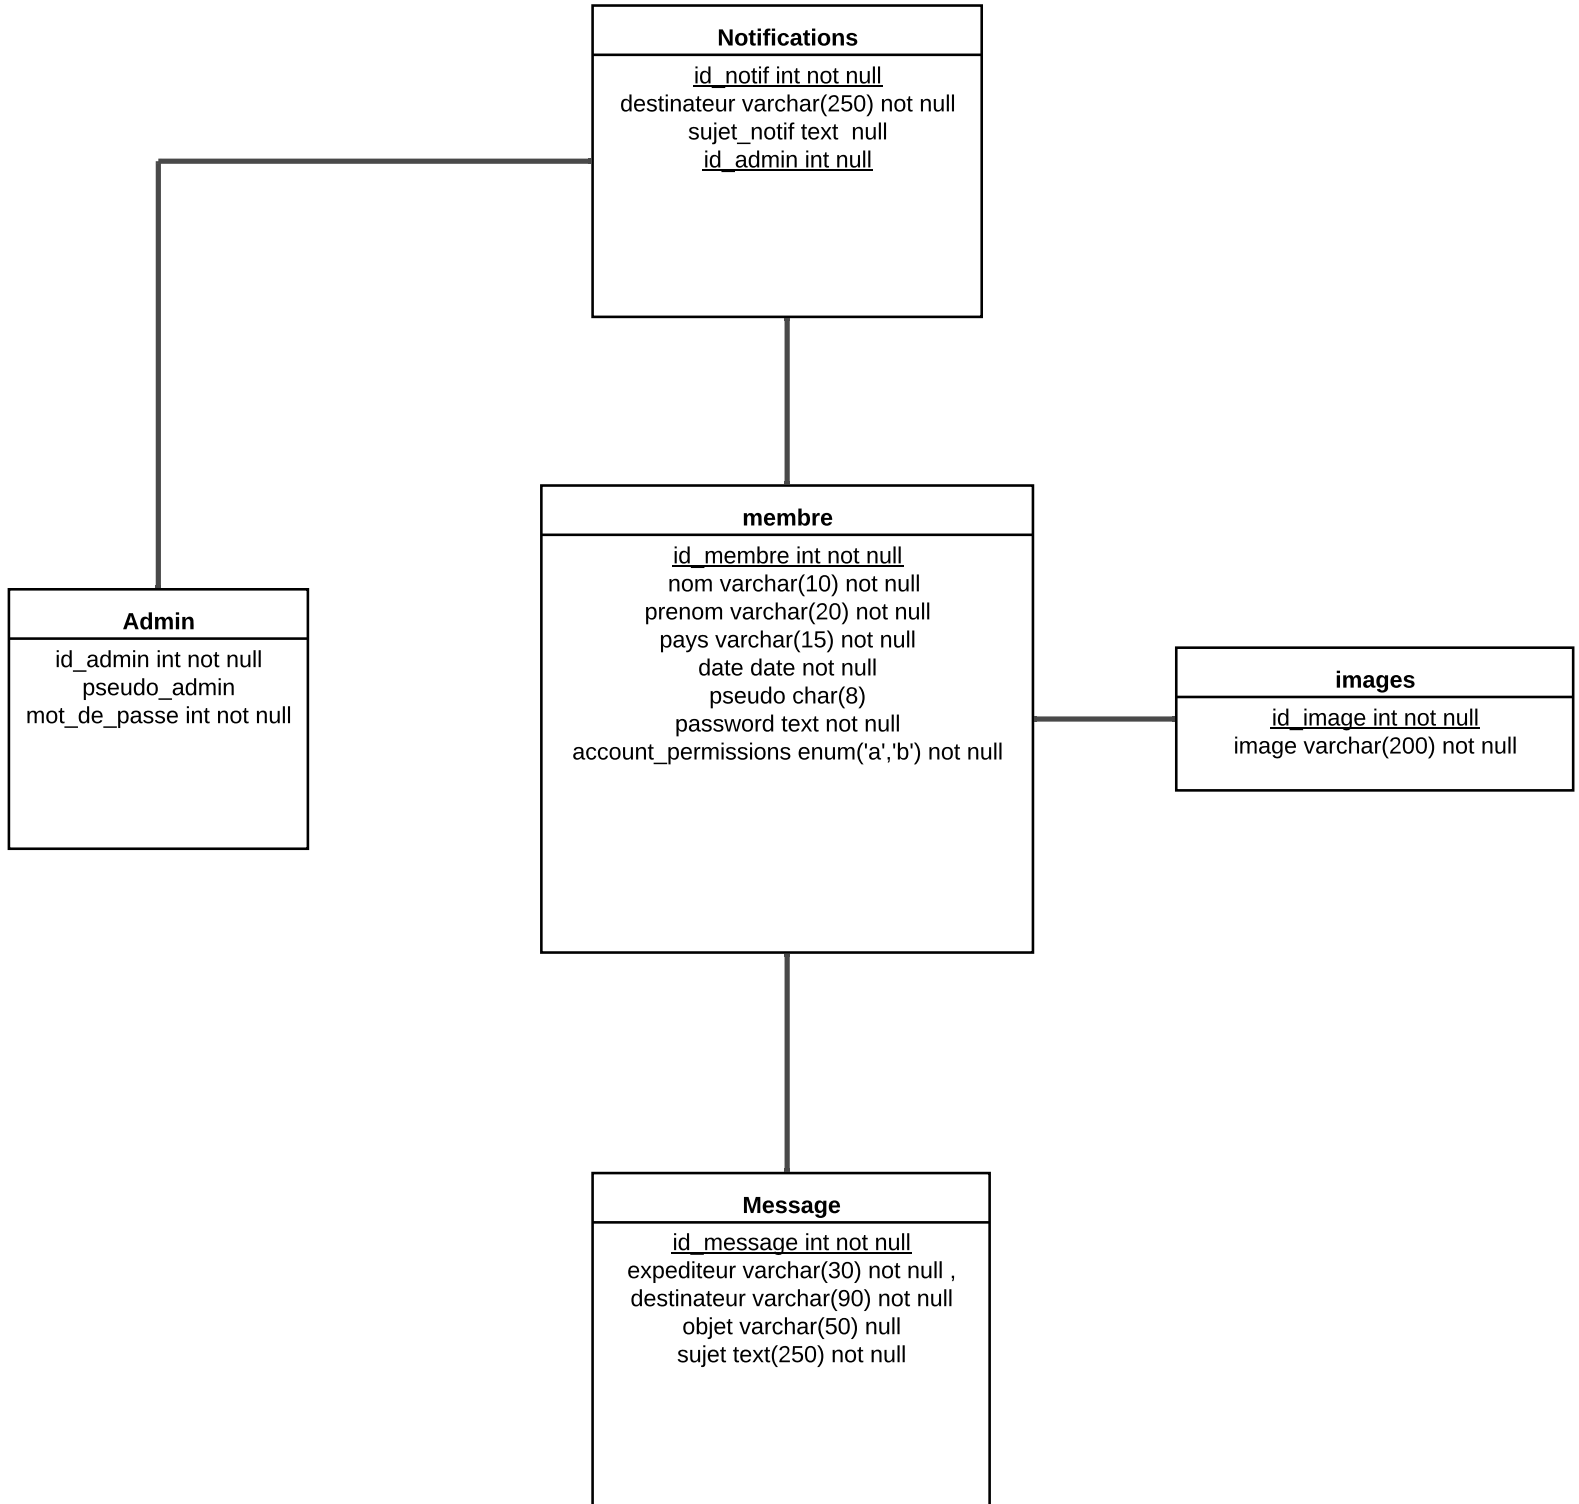 Notifications
id_notif int not null
destinateur varchar(250) not null
sujet_notif text  null
id_admin int null
membre
id_membre int not null
nom varchar(10) not null
prenom varchar(20) not null
pays varchar(15) not null
date date not null
pseudo char(8)
password text not null
account_permissions enum('a','b') not null
Admin
id_admin int not null
pseudo_admin
mot_de_passe int not null
images
id_image int not null
image varchar(200) not null
Message
id_message int not null
expediteur varchar(30) not null ,
destinateur varchar(90) not null
objet varchar(50) null
sujet text(250) not null